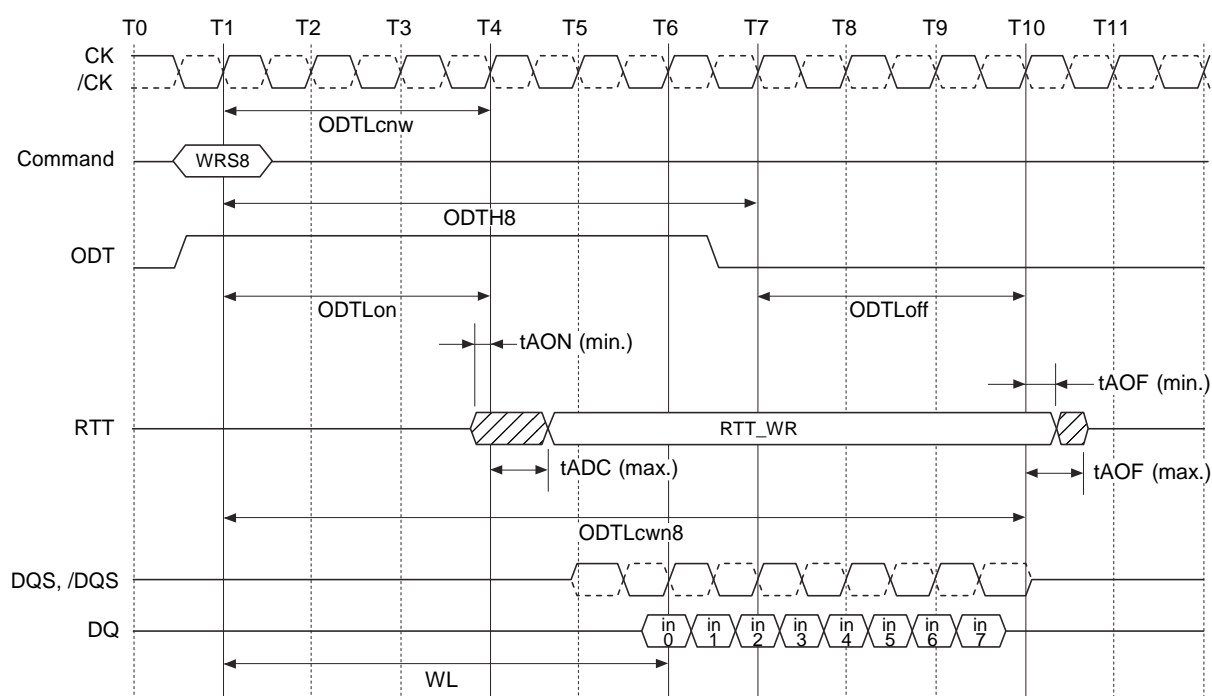 T0 T1 T2 T3 T4 T5 T6 T7 T8 T9 T10 T11
CK
/CK
ODTLcnw
Command WRS8
ODTH8
ODT
ODTLon ODTLoff
tAON (min.)
tAOF (min.)
RTT RTT_WR
tADC (max.) tAOF (max.)
ODTLcwn8
DQS, /DQS
DQ in 0 in 1 in 2 in 3 in 4 in 5 in 6 in 7
WL